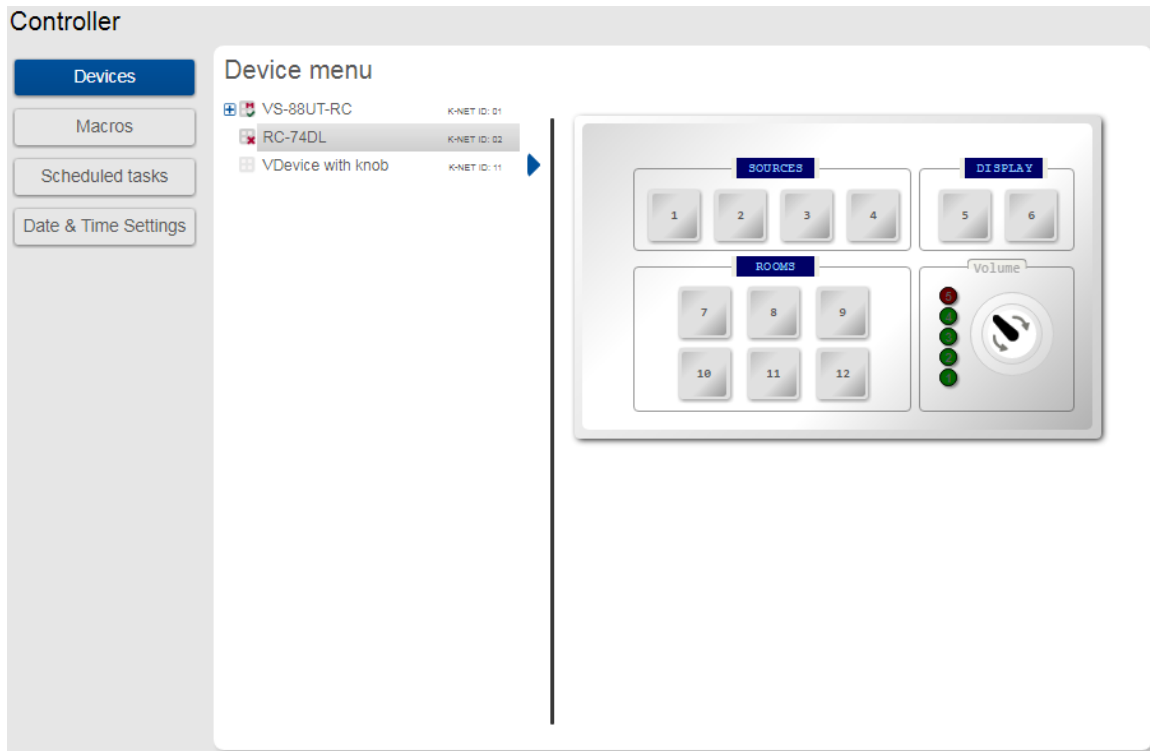 Controller
Devices
Macros
Scheduled tasks
Date & Time Settings
Device menu
VS-88UT-RC K-NET ID: 01
RC-74DL K-NET ID: 02
VDevice with knob K-NET ID: 11
SOURCES
1 2 3 4
DISPLAY
5 6
ROOMS
7 8 9
10 11 12
Volume
5
4
3
2
1